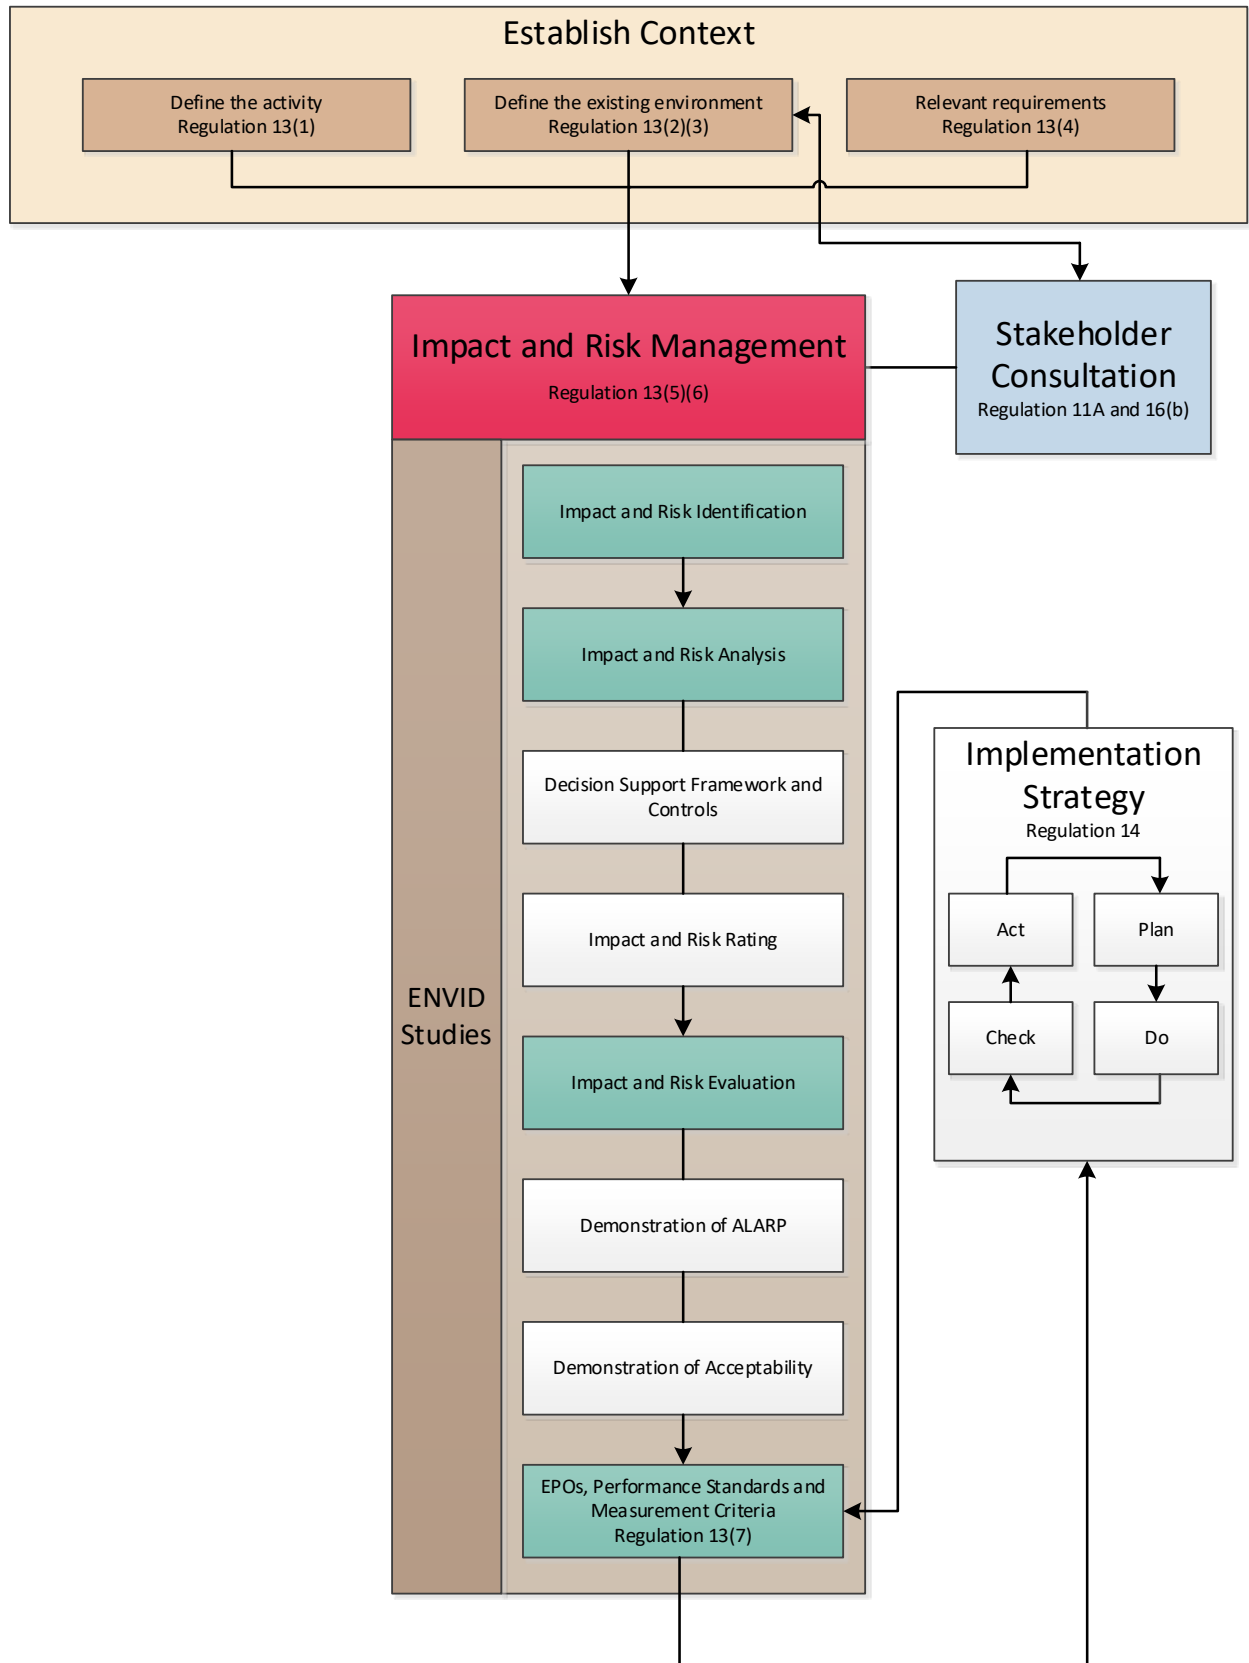 Establish Context
Define the activity
Regulation 13(1)
Define the existing environment
Regulation 13(2)(3)
Relevant requirements
Regulation 13(4)
Impact and Risk Management
Regulation 13(5)(6)
Stakeholder
Consultation
Regulation 11A and 16(b)
ENVID
Studies
Impact and Risk Identification
Impact and Risk Analysis
Decision Support Framework and
Controls
Impact and Risk Rating
Impact and Risk Evaluation
Demonstration of ALARP
Demonstration of Acceptability
EPOs, Performance Standards and
Measurement Criteria
Regulation 13(7)
Implementation
Strategy
Regulation 14
Act
Plan
Check
Do